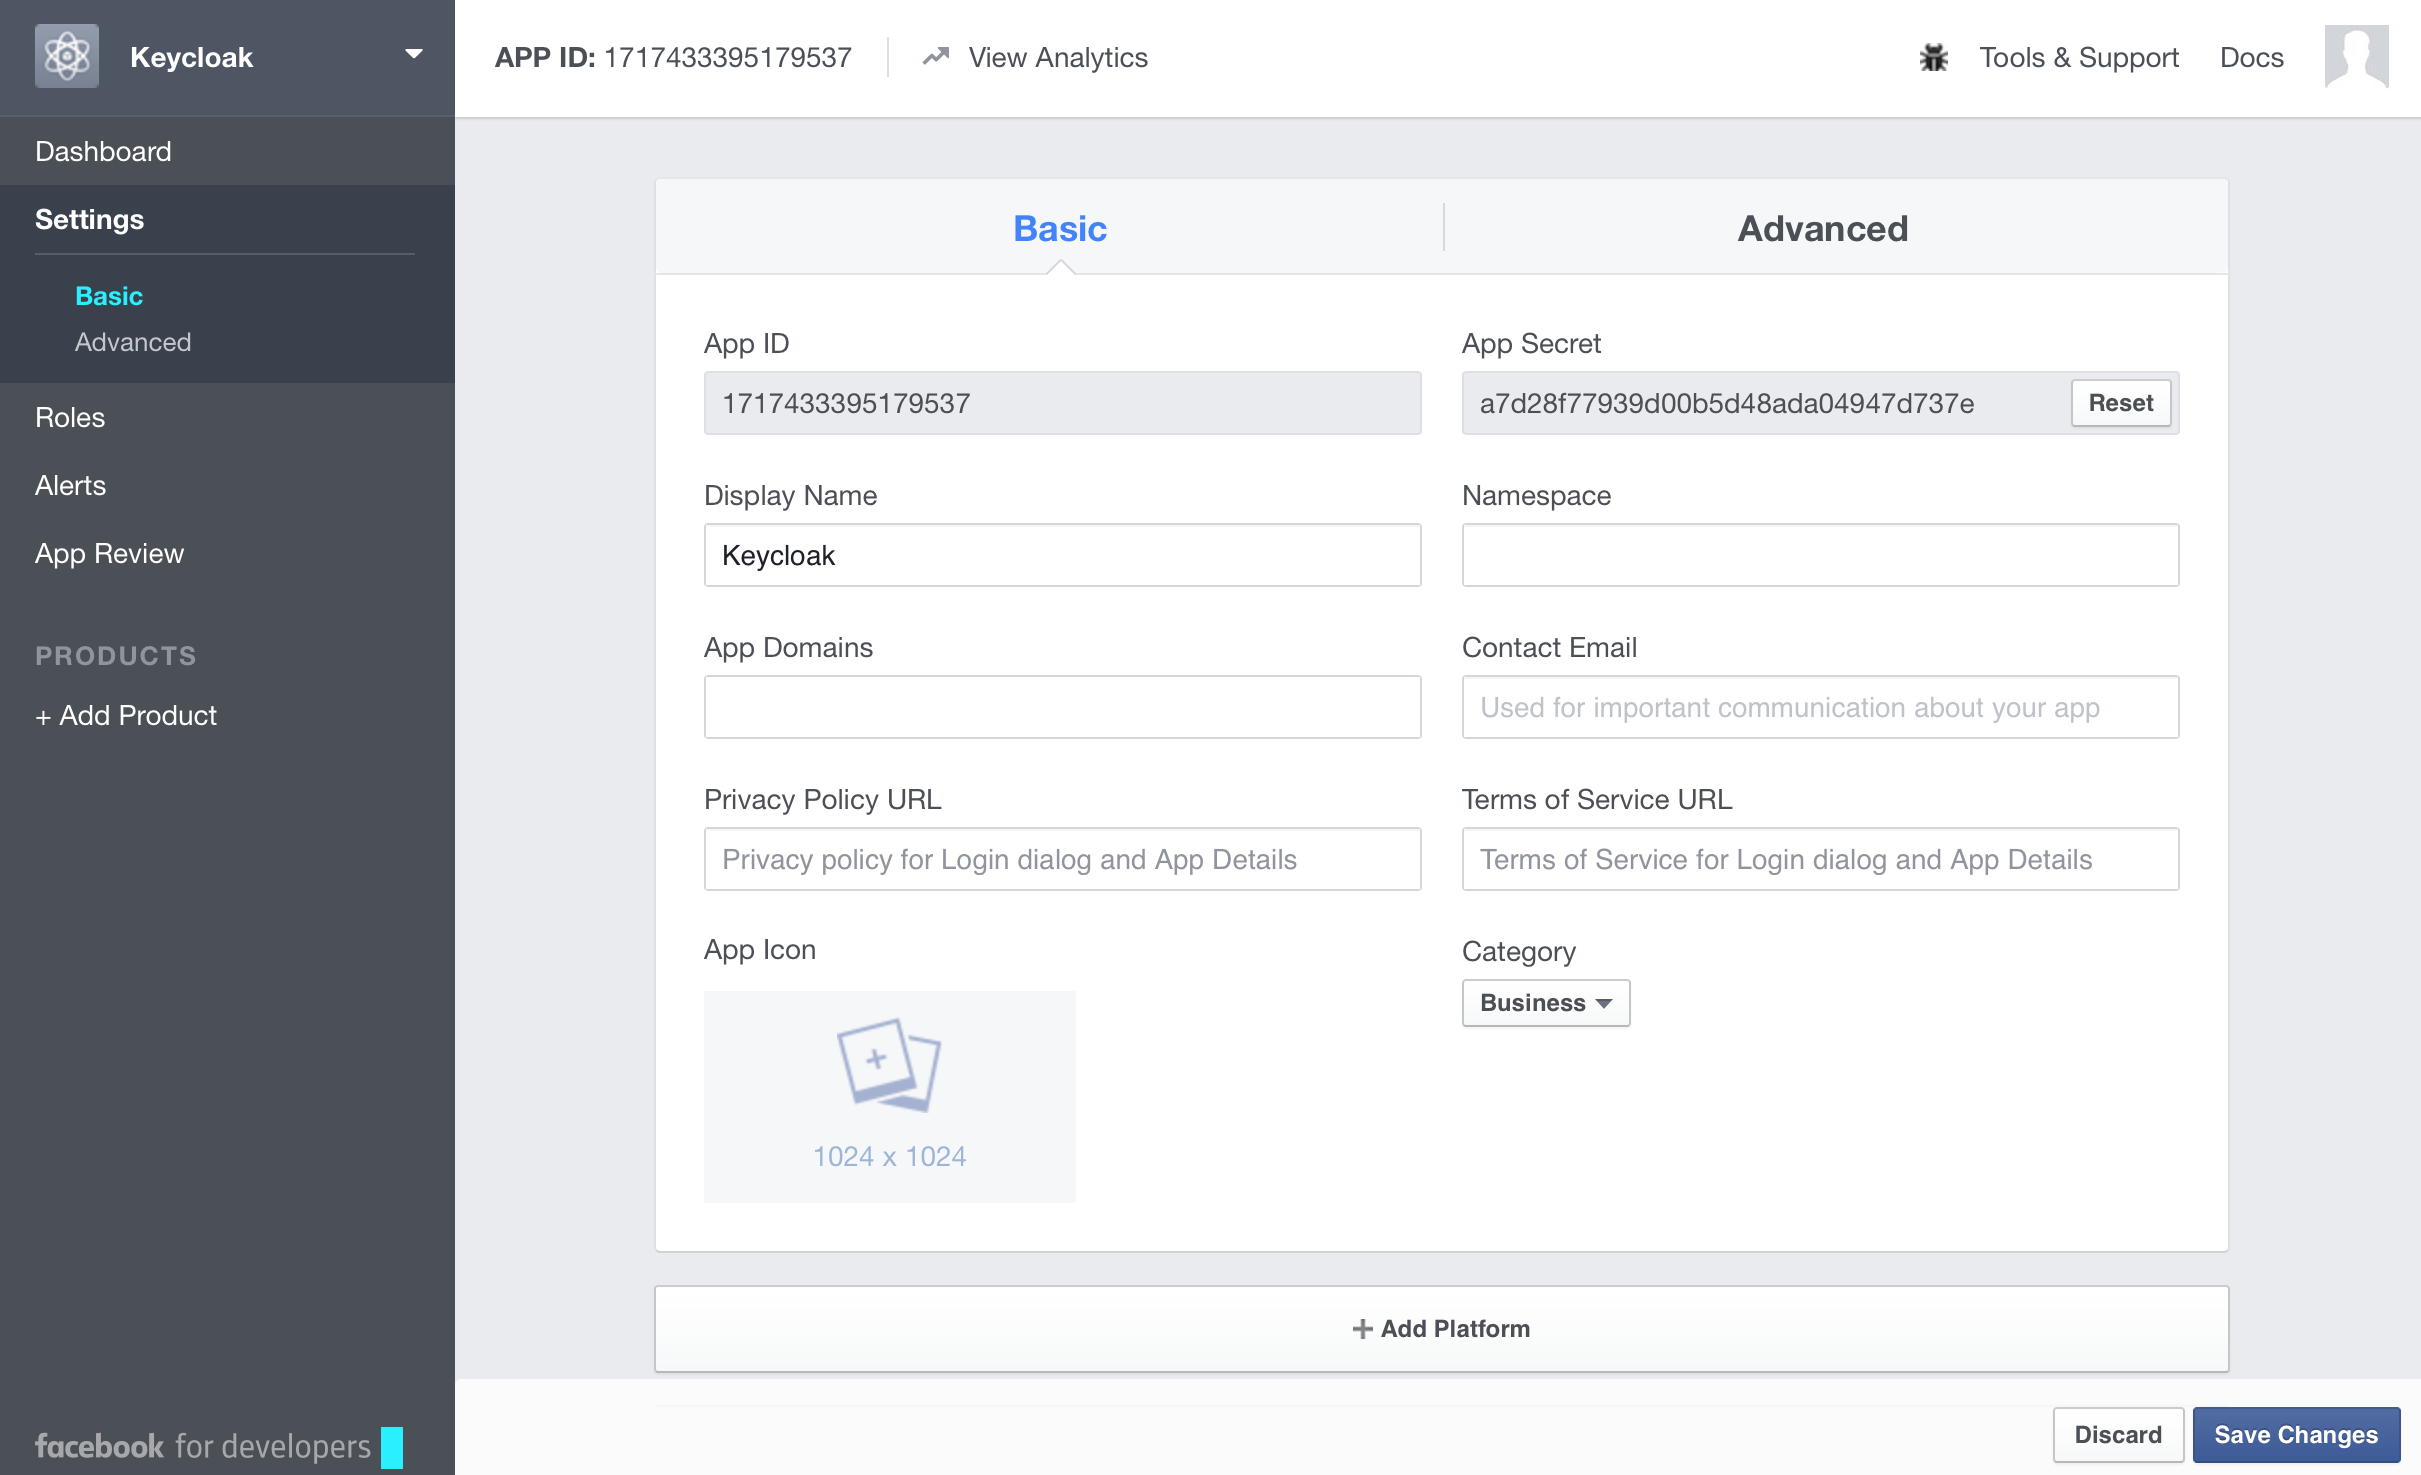 Keycloak
APP ID: 1717433395179537
View Analytics
Tools & Support
Docs
Dashboard
Settings
Basic
Advanced
Roles
Alerts
App Review
PRODUCTS
+ Add Product
facebook for developers
Basic
Advanced
App ID
1717433395179537
App Secret
a7d28f77939d00b5d48ada04947d737e
Reset
Display Name
Keycloak
Namespace
App Domains
Contact Email
Used for important communication about your app
Privacy Policy URL
Privacy policy for Login dialog and App Details
Terms of Service URL
Terms of Service for Login dialog and App Details
App Icon
1024 x 1024
Category
Business
+ Add Platform
Discard
Save Changes